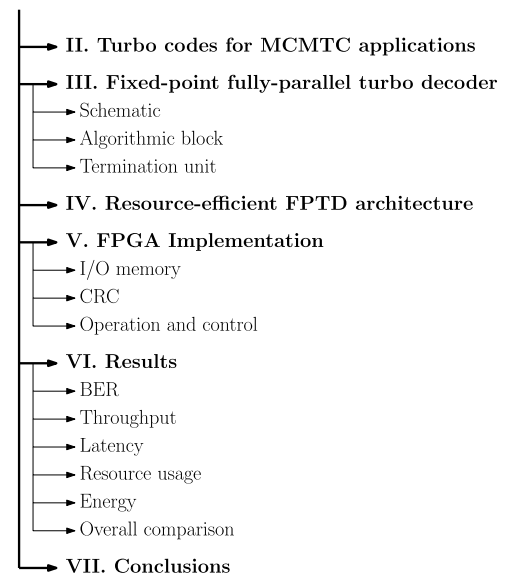 II. Turbo codes for MCMTC applications
III. Fixed-point fully-parallel turbo decoder
Schematic
Algorithmic block
Termination unit
IV. Resource-efficient FPTD architecture
V. FPGA Implementation
I/O memory
CRC
Operation and control
VI. Results
BER
Throughput
Latency
Resource usage
Energy
Overall comparison
VII. Conclusions